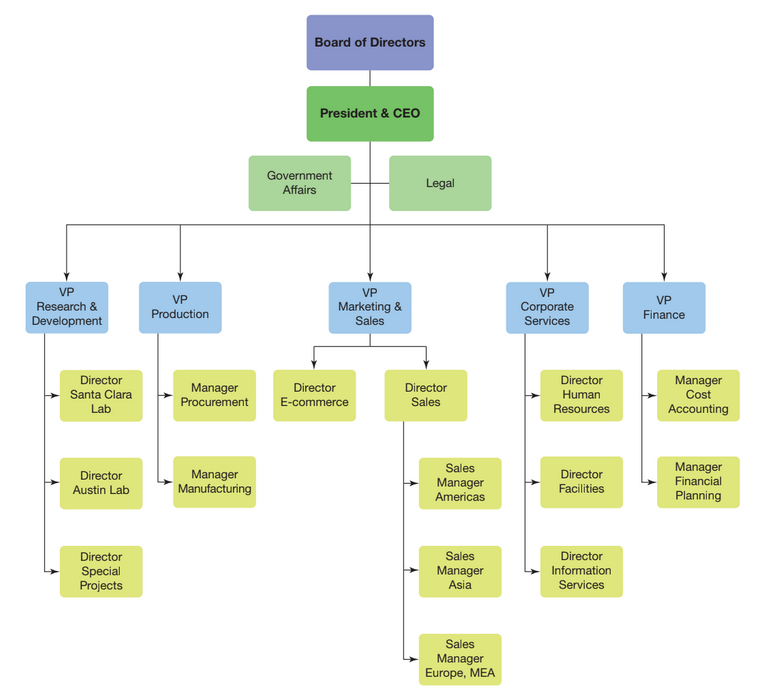 Board of Directors
President & CEO
Government
Affairs
Legal
VP
Research &
Development
VP
Production
VP
Marketing &
Sales
VP
Corporate
Services
VP
Finance
Director
Santa Clara
Lab
Manager
Procurement
Director
E-commerce
Director
Sales
Director
Human
Resources
Manager
Cost
Accounting
Director
Austin Lab
Manager
Manufacturing
Sales
Manager
Americas
Director
Facilities
Manager
Financial
Planning
Director
Special
Projects
Sales
Manager
Asia
Director
Information
Services
Sales
Manager
Europe, MEA